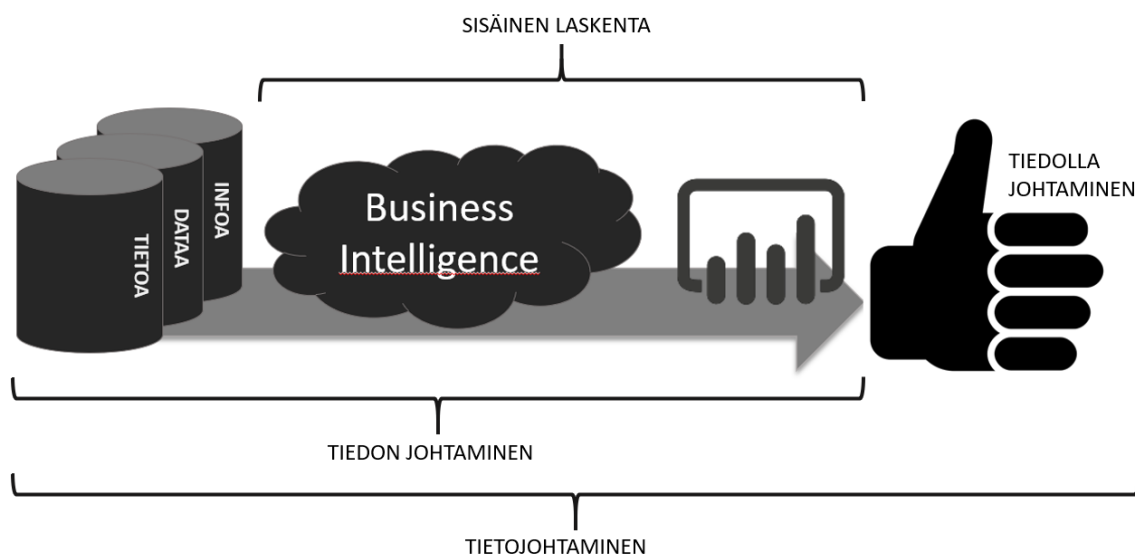 SISÄINEN LASKENTA
TIETOA
DATAA
INFOA
Business
Intelligence
TIEDOLLA
JOHTAMINEN
TIEDON JOHTAMINEN
TIETOJOHTAMINEN